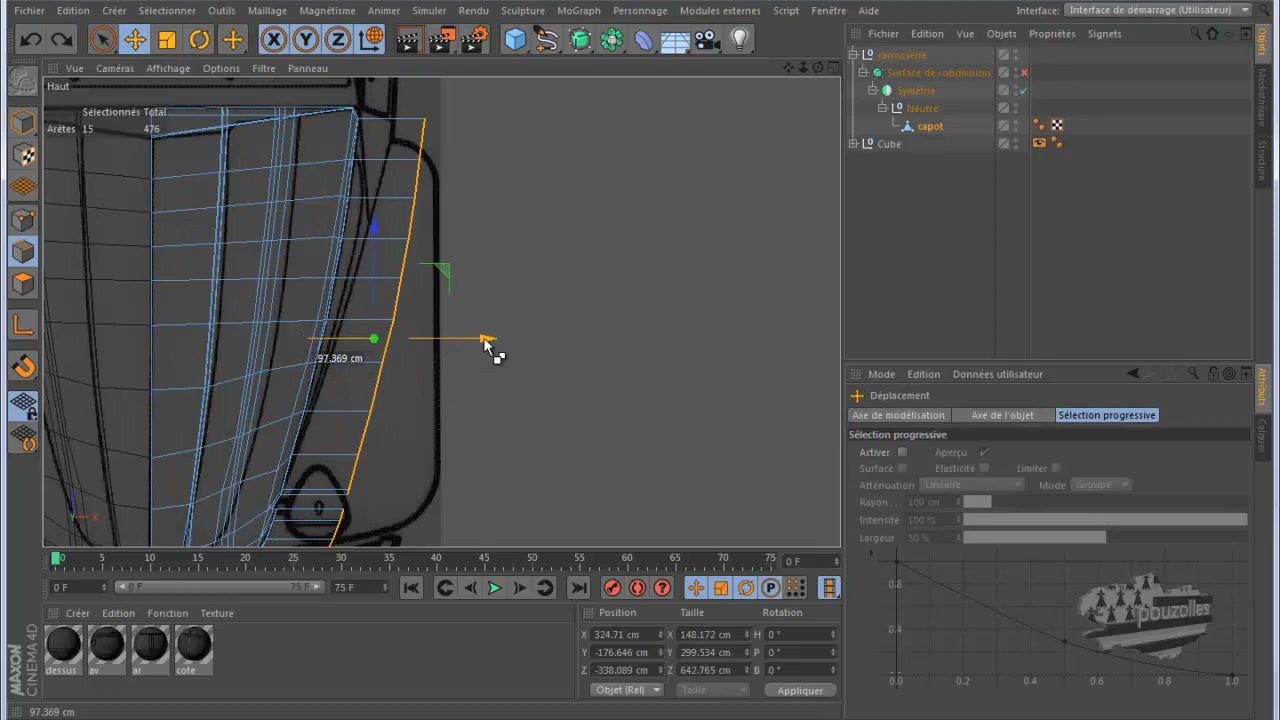 Fichier Edition Créer Sélectionner Outils Maillage Magnétisme Animer Simuler Rendu Sculpture MoGraph Personnage Modules externes Script Fenêtre Aide Interface: Interface de démarrage (Utilisateur)
X Y Z
Vue Caméras Affichage Options Filtre Panneau
Fichier Edition Vue Objets Propriétés Signets
Objets
Médiathèque
Structure
Haut
Sélectionnés Total
Arêtes 15 476
carrosserie
Surface de subdivision
Symétrie
Neutre
capot
Cube
97.369 cm
Mode Edition Données utilisateur
Attributs
Calques
Déplacement
Axe de modélisation Axe de l'objet Sélection progressive
Sélection progressive
Activer Aperçu
Surface Elasticité Limiter
Atténuation Linéaire Mode Groupe
Rayon 100 cm
Intensité 100 %
Largeur 50 %
0.8
0.4
0.0 0.2 0.4 0.6 0.8 1.0
pouzolles
0 5 10 15 20 25 30 35 40 45 50 55 60 65 70 75 0 F
0 F 0 F 75 F 75 F
P
Créer Edition Fonction Texture
dessus av ar cote
Position Taille Rotation
X 324.71 cm X 148.172 cm H 0 °
Y -176.646 cm Y 299.534 cm P 0 °
Z -338.089 cm Z 642.765 cm B 0 °
Objet (Rel) Taille Appliquer
MAXON
CINEMA 4D
97.369 cm